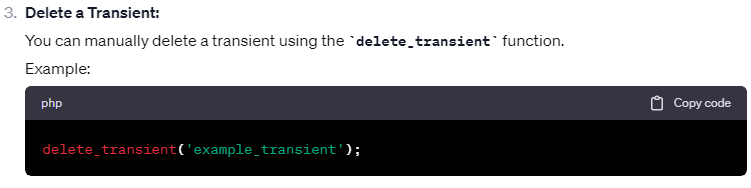 3. Delete a Transient:
You can manually delete a transient using the `delete_transient` function.
Example:
php Copy code
delete_transient('example_transient');